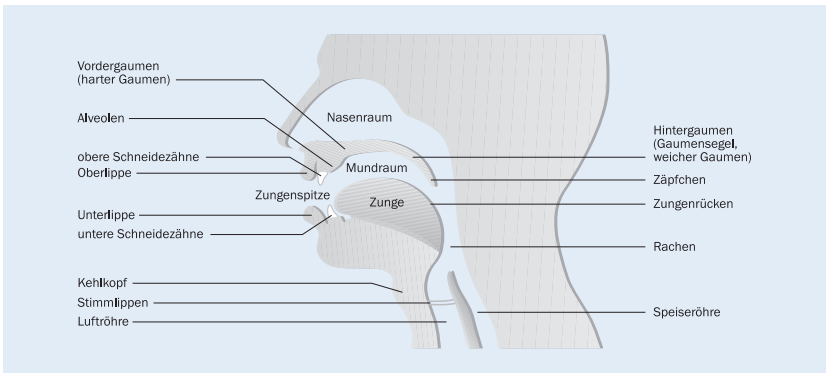 Vordergaumen
(harter Gaumen)
Alveolen
obere Schneidezähne
Oberlippe
Unterlippe
untere Schneidezähne
Kehlkopf
Stimmlippen
Luftröhre
Nasenraum
Mundraum
Zungenspitze
Zunge
Hintergaumen
(Gaumensegel,
weicher Gaumen)
Zäpfchen
Zungenrücken
Rachen
Speiseröhre